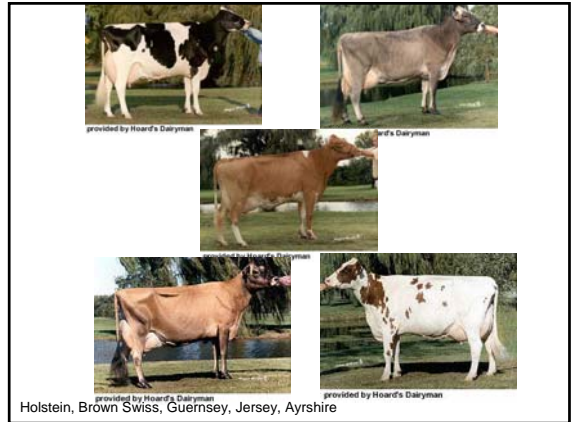 provided by Hoard's Dairyman
ard's Dairyman
provided by Hoard's Dairyman
provided by Hoard's Dairyman
provided by Hoard's Dairyman
Holstein, Brown Swiss, Guernsey, Jersey, Ayrshire